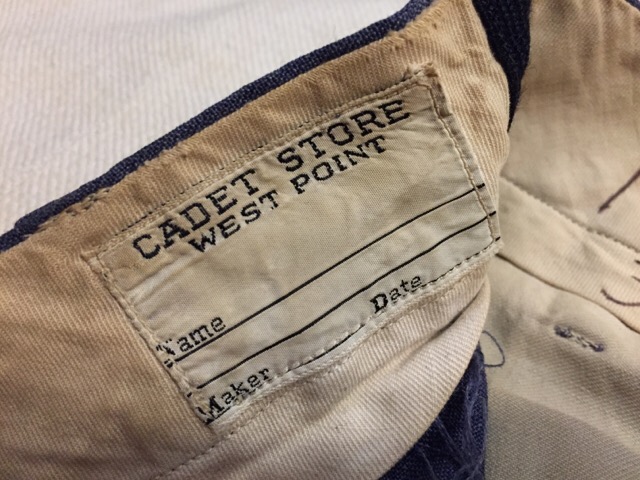 CADET STORE
WEST POINT
Name
Date
Maker